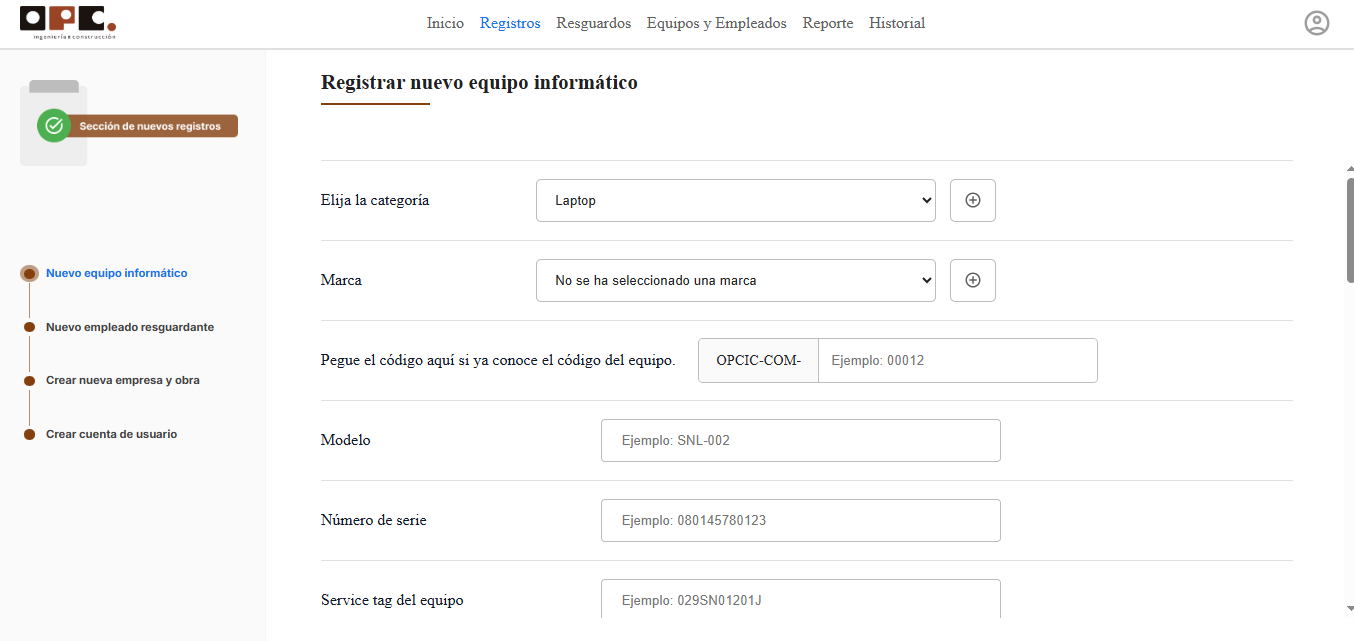 OPC.
ingeniería & construcción
Inicio Registros Resguardos Equipos y Empleados Reporte Historial
Sección de nuevos registros
Nuevo equipo informático
Nuevo empleado resguardante
Crear nueva empresa y obra
Crear cuenta de usuario
Registrar nuevo equipo informático
Elija la categoría Laptop
Marca No se ha seleccionado una marca
Pegue el código aquí si ya conoce el código del equipo. OPCIC-COM- Ejemplo: 00012
Modelo Ejemplo: SNL-002
Número de serie Ejemplo: 080145780123
Service tag del equipo Ejemplo: 029SN01201J